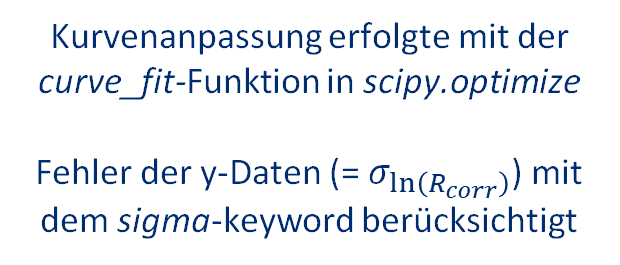 Kurvenanpassung erfolgte mit der
curve_fit-Funktion in scipy.optimize
Fehler der y-Daten (= σln(Rcorr)) mit
dem sigma-keyword berücksichtigt